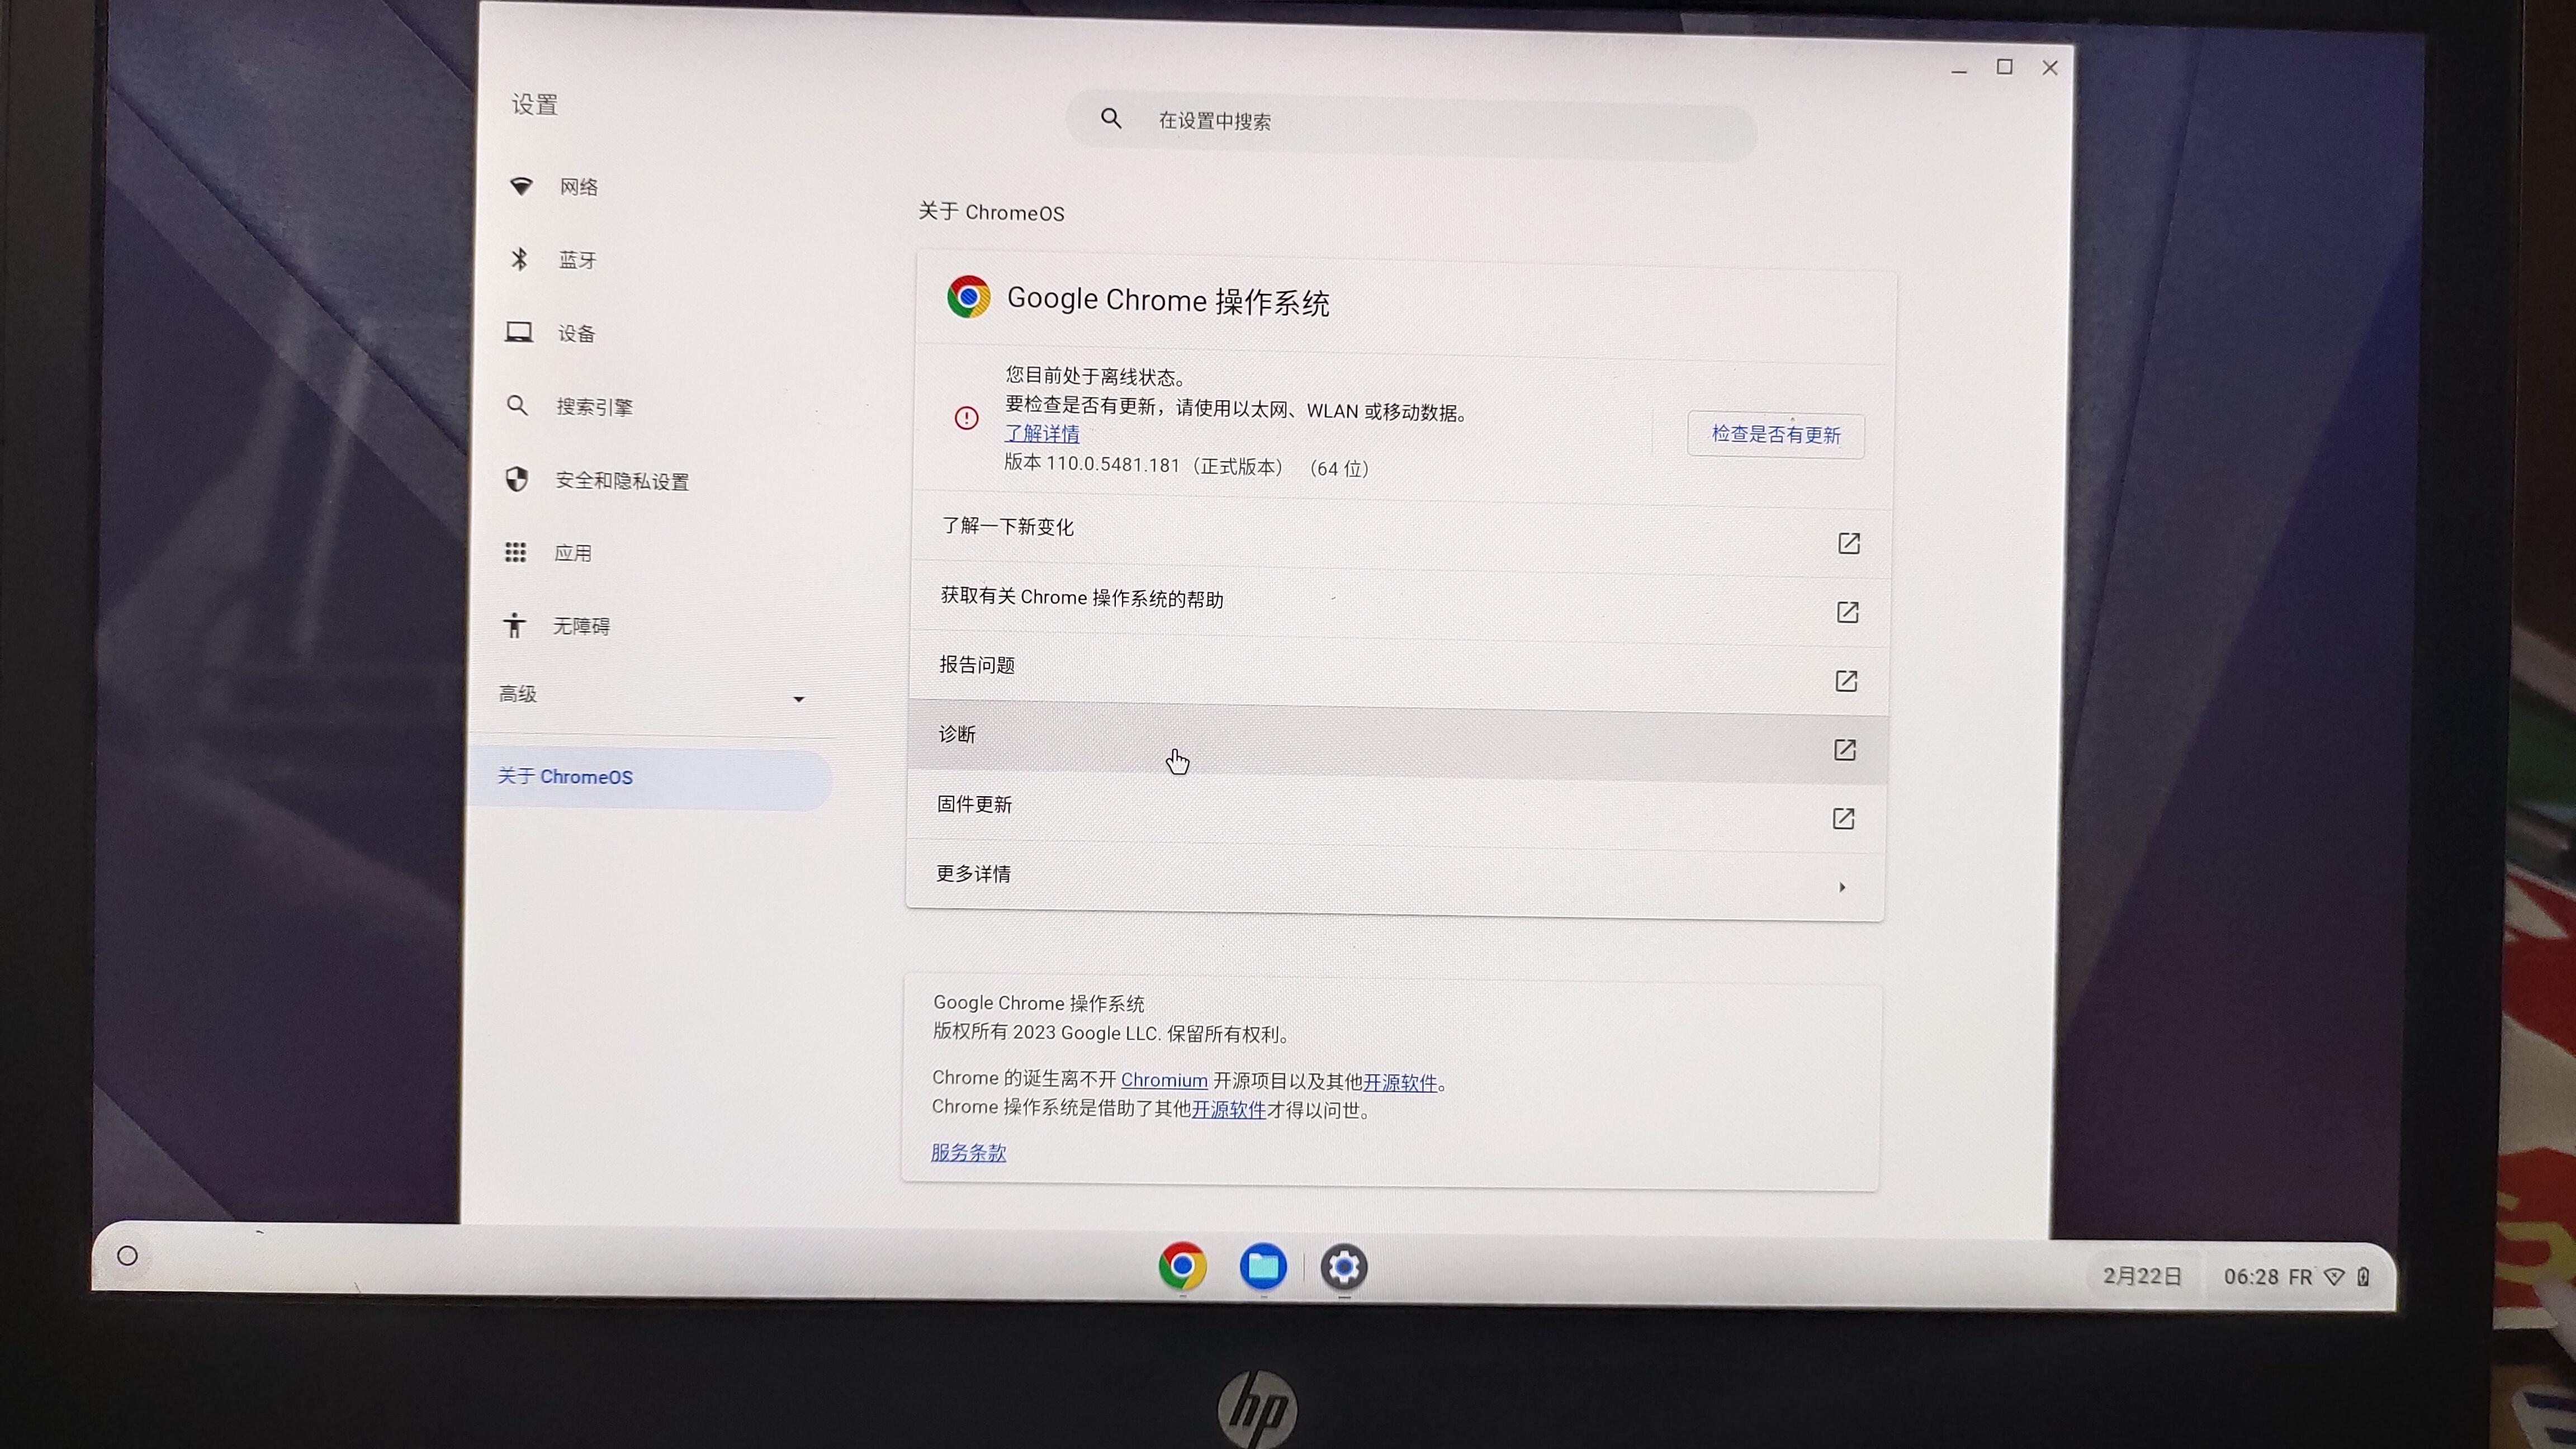 设置
在设置中搜索
网络
蓝牙
设备
搜索引擎
安全和隐私设置
应用
无障碍
高级
关于 ChromeOS
关于 ChromeOS
Google Chrome 操作系统
您目前处于离线状态。
要检查是否有更新，请使用以太网、WLAN 或移动数据。
了解详情
版本 110.0.5481.181（正式版本） （64 位）
检查是否有更新
了解一下新变化
获取有关 Chrome 操作系统的帮助
报告问题
诊断
固件更新
更多详情
Google Chrome 操作系统
版权所有 2023 Google LLC. 保留所有权利。
Chrome 的诞生离不开 Chromium 开源项目以及其他开源软件。
Chrome 操作系统是借助了其他开源软件才得以问世。
服务条款
2月22日
06:28 FR
hp